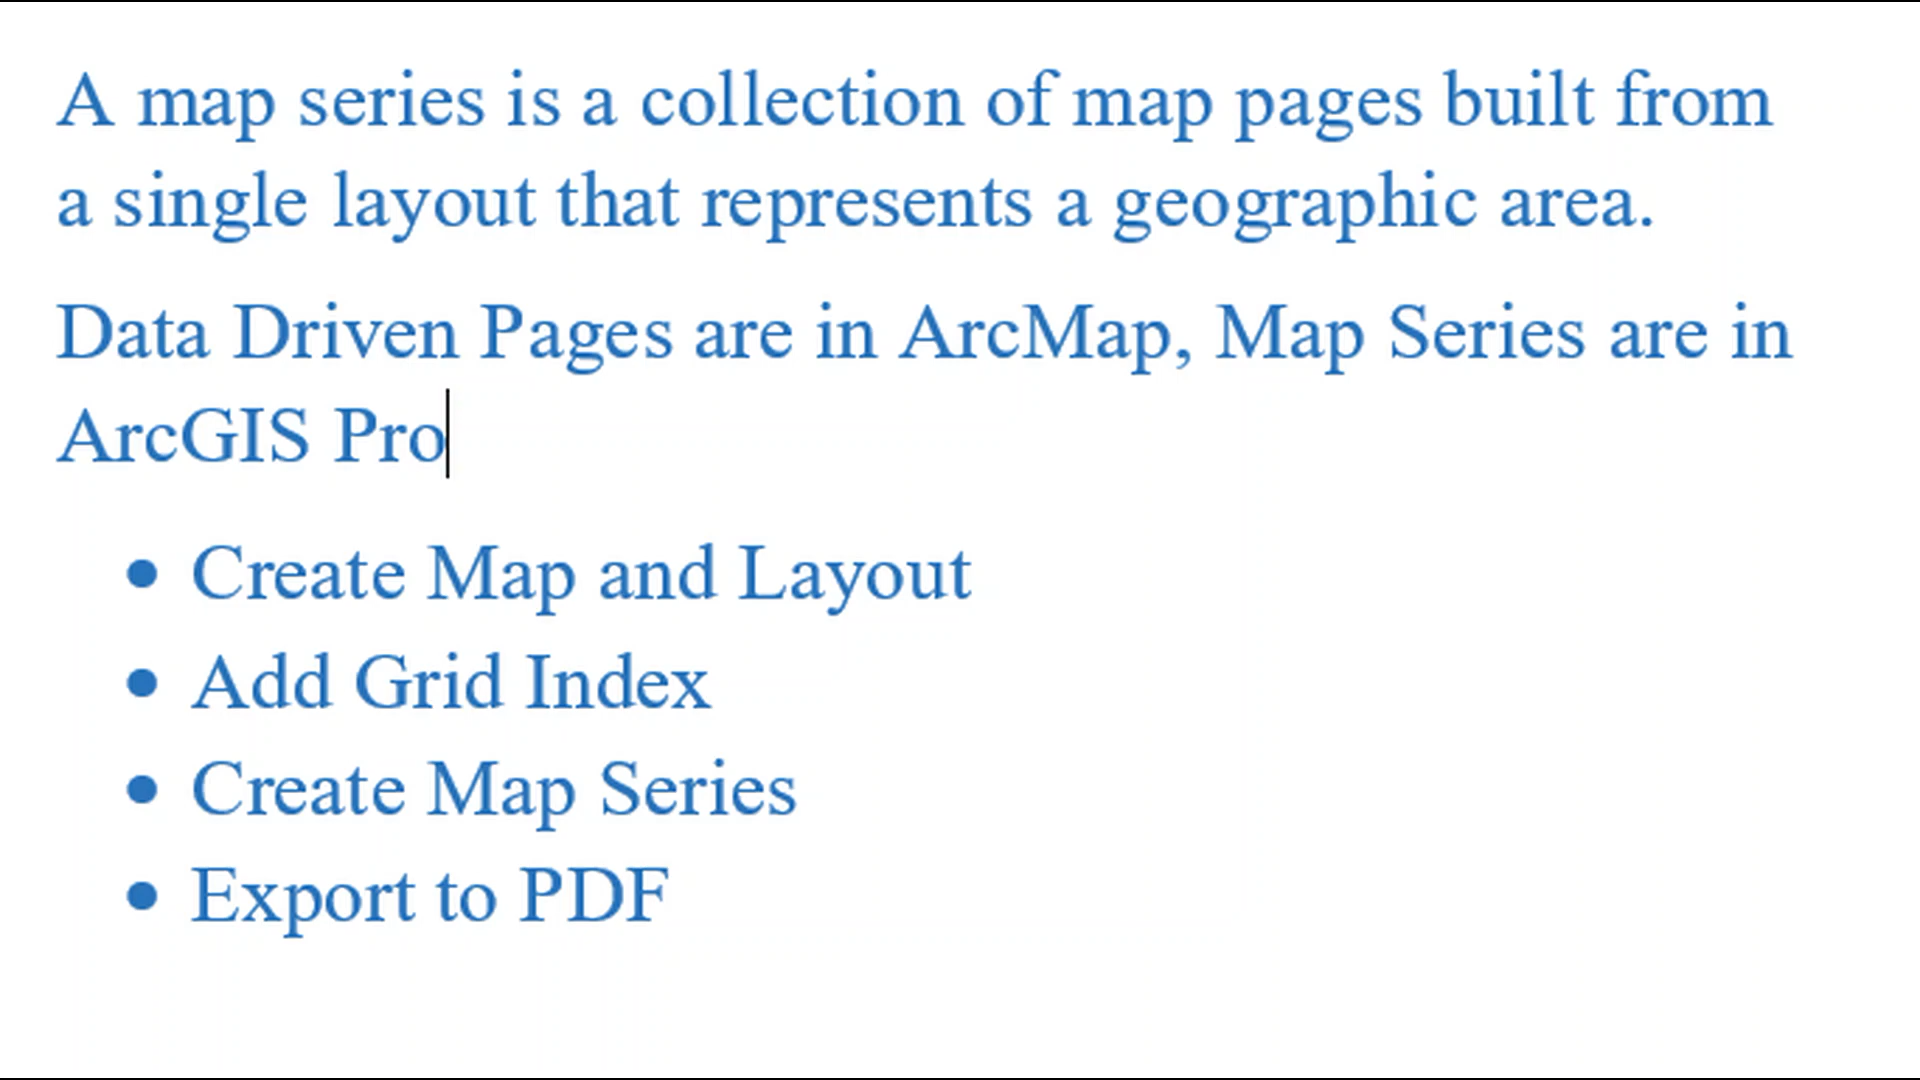 A map series is a collection of map pages built from
a single layout that represents a geographic area.
Data Driven Pages are in ArcMap, Map Series are in
ArcGIS Pro
• Create Map and Layout
• Add Grid Index
• Create Map Series
• Export to PDF